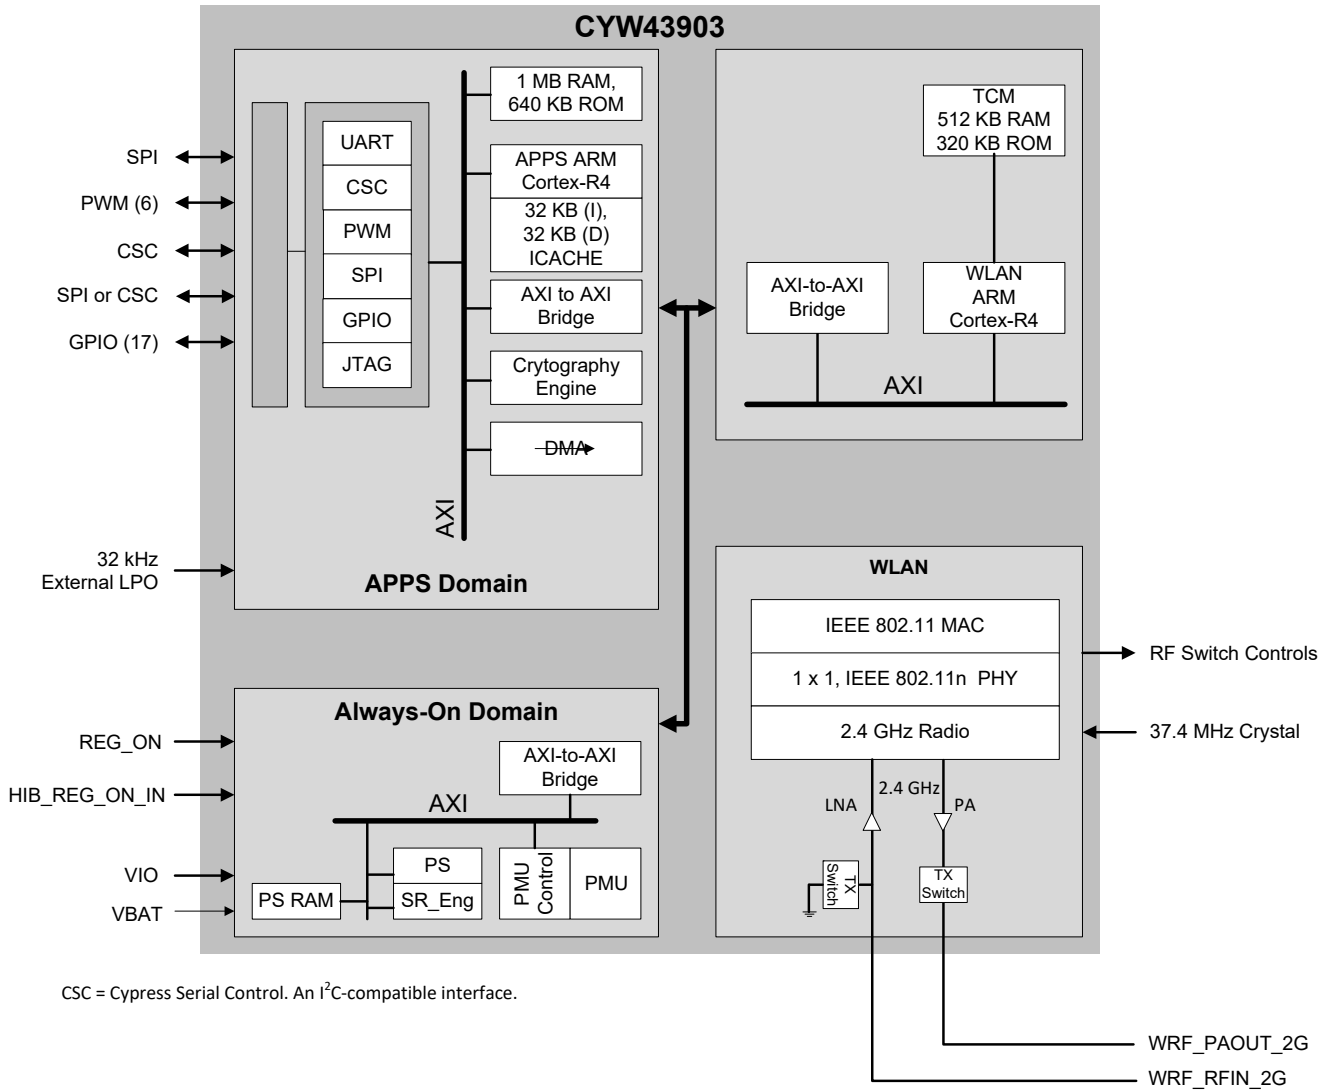 CYW43903
SPI
PWM (6)
CSC
SPI or CSC
GPIO (17)
32 kHz
External LPO
UART
CSC
PWM
SPI
GPIO
JTAG
1 MB RAM,
640 KB ROM
APPS ARM
Cortex-R4
32 KB (I),
32 KB (D)
ICACHE
AXI to AXI
Bridge
Crytography
Engine
DMA
AXI
APPS Domain
TCM
512 KB RAM
320 KB ROM
AXI-to-AXI
Bridge
WLAN
ARM
Cortex-R4
AXI
REG_ON
HIB_REG_ON_IN
VIO
VBAT
Always-On Domain
AXI-to-AXI
Bridge
AXI
PS RAM
PS
SR_Eng
PMU
Control
PMU
WLAN
IEEE 802.11 MAC
1 x 1, IEEE 802.11n PHY
2.4 GHz Radio
2.4 GHz
LNA
PA
TX
Switch
TX
Switch
RF Switch Controls
37.4 MHz Crystal
WRF_PAOUT_2G
WRF_RFIN_2G
CSC = Cypress Serial Control. An I²C-compatible interface.